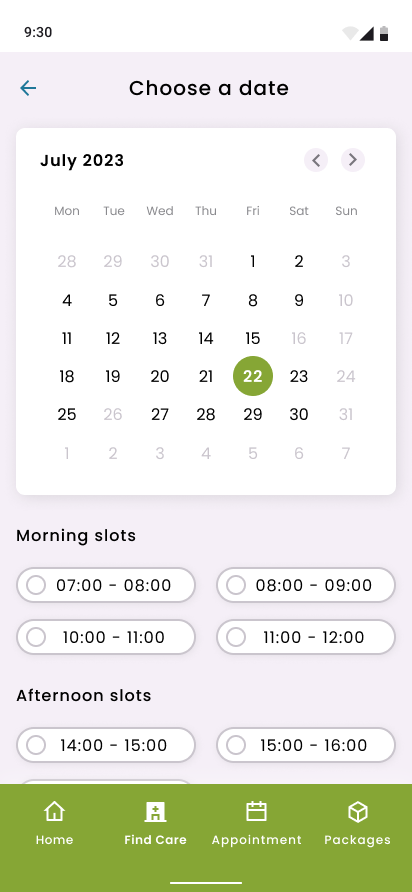 9:30
Choose a date
July 2023
Mon Tue Wed Thu Fri Sat Sun
28 29 30 31 1 2 3
4 5 6 7 8 9 10
11 12 13 14 15 16 17
18 19 20 21 22 23 24
25 26 27 28 29 30 31
1 2 3 4 5 6 7
Morning slots
07:00 - 08:00 08:00 - 09:00
10:00 - 11:00 11:00 - 12:00
Afternoon slots
14:00 - 15:00 15:00 - 16:00
Home Find Care Appointment Packages